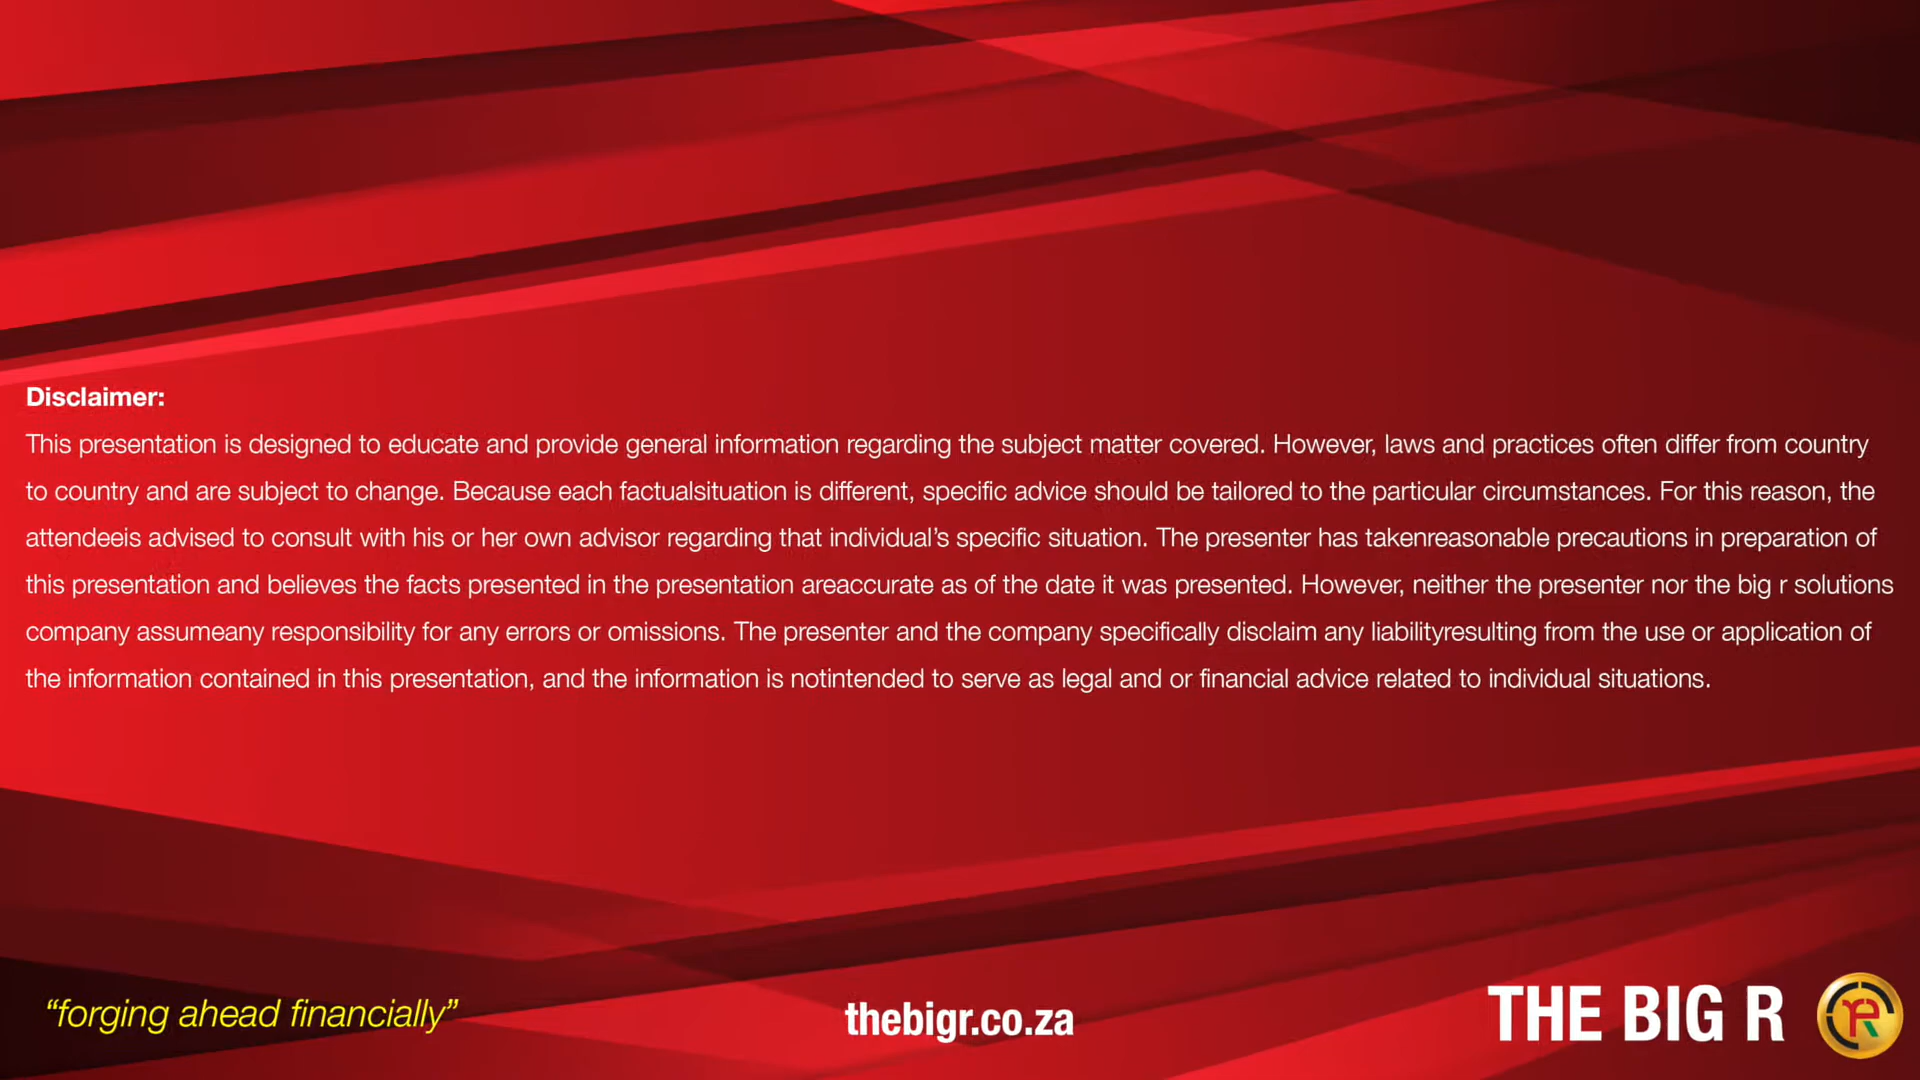 Disclaimer:
This presentation is designed to educate and provide general information regarding the subject matter covered. However, laws and practices often differ from country
to country and are subject to change. Because each factualsituation is different, specific advice should be tailored to the particular circumstances. For this reason, the
attendeeis advised to consult with his or her own advisor regarding that individual’s specific situation. The presenter has takenreasonable precautions in preparation of
this presentation and believes the facts presented in the presentation areaccurate as of the date it was presented. However, neither the presenter nor the big r solutions
company assumeany responsibility for any errors or omissions. The presenter and the company specifically disclaim any liabilityresulting from the use or application of
the information contained in this presentation, and the information is notintended to serve as legal and or financial advice related to individual situations.
“forging ahead financially”
thebigr.co.za
THE BIG R